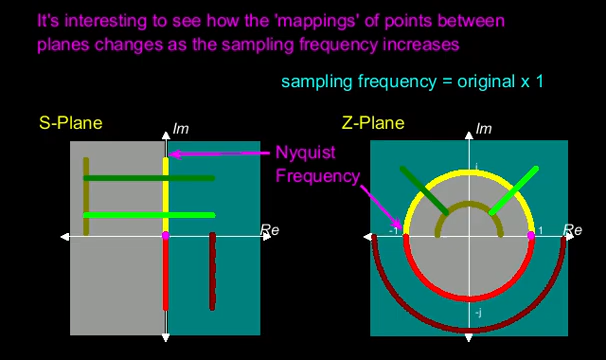 It's interesting to see how the 'mappings' of points between
planes changes as the sampling frequency increases
sampling frequency = original x 1
S-Plane
Im
Z-Plane
Im
Nyquist
Frequency
Re
Re
j
-1
1
-j